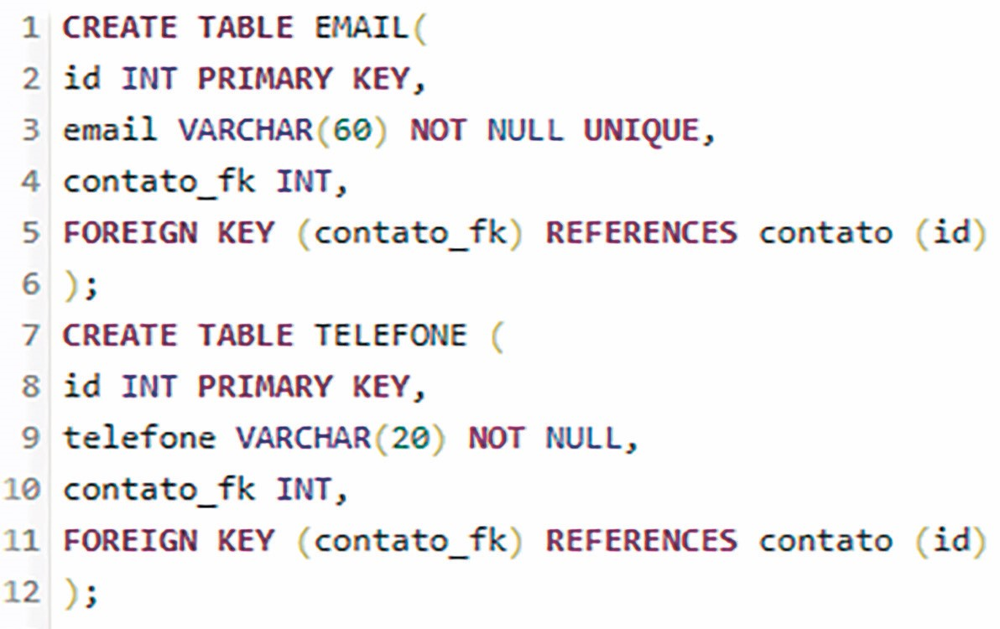 1 CREATE TABLE EMAIL(
2 id INT PRIMARY KEY,
3 email VARCHAR(60) NOT NULL UNIQUE,
4 contato_fk INT,
5 FOREIGN KEY (contato_fk) REFERENCES contato (id)
6 );
7 CREATE TABLE TELEFONE (
8 id INT PRIMARY KEY,
9 telefone VARCHAR(20) NOT NULL,
10 contato_fk INT,
11 FOREIGN KEY (contato_fk) REFERENCES contato (id)
12 );